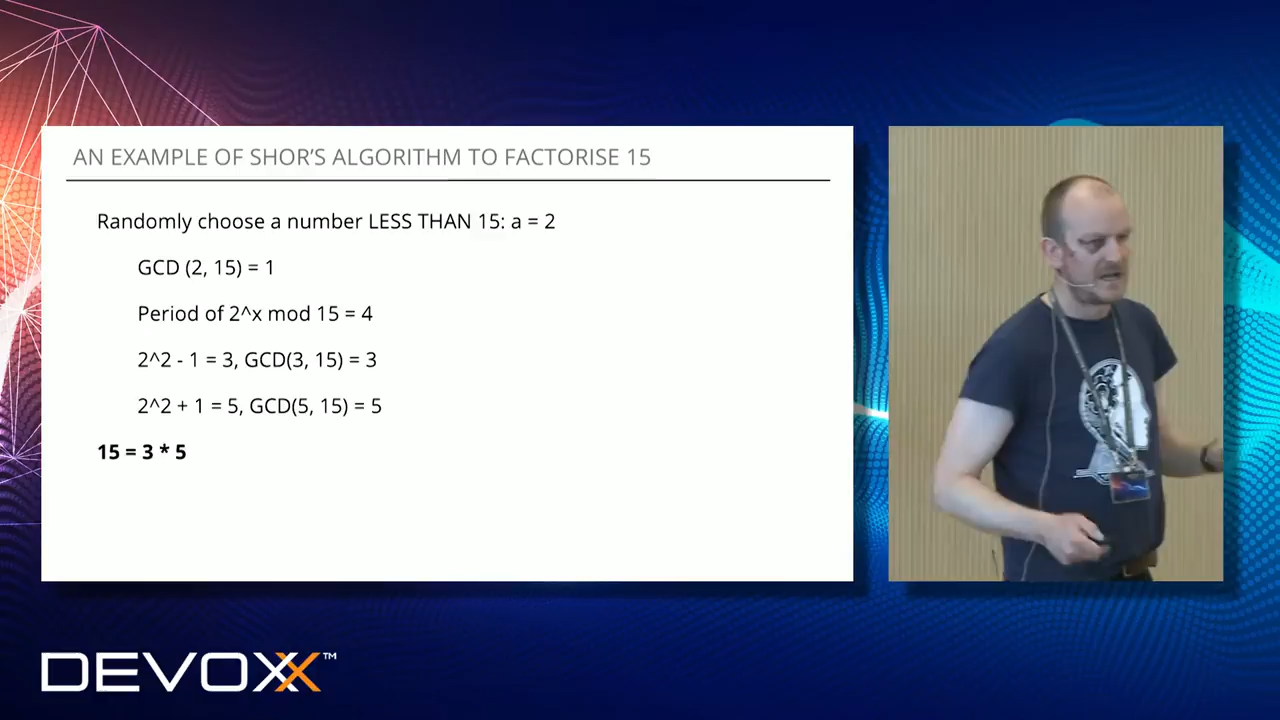 AN EXAMPLE OF SHOR'S ALGORITHM TO FACTORISE 15
Randomly choose a number LESS THAN 15: a = 2
GCD (2, 15) = 1
Period of 2^x mod 15 = 4
2^2 - 1 = 3, GCD(3, 15) = 3
2^2 + 1 = 5, GCD(5, 15) = 5
15 = 3 * 5
DEVOXX™